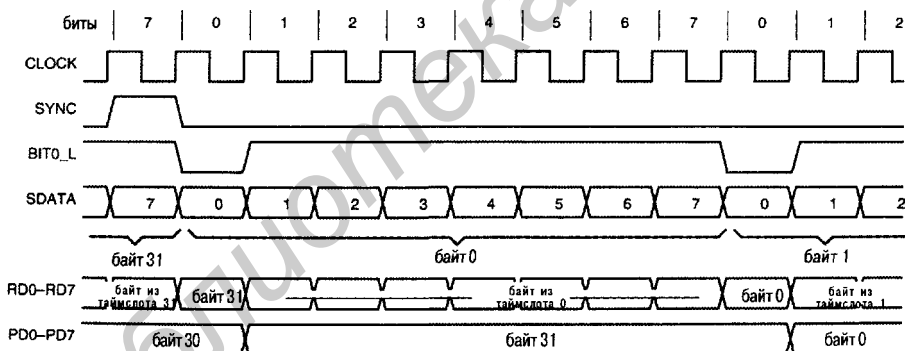 биты 7 0 1 2 3 4 5 6 7 0 1 2
CLOCK
SYNC
BIT0_L
SDATA 7 0 1 2 3 4 5 6 7 0 1 2
байт 31 байт 0 байт 1
RD0–RD7 байт из таймслота 31 байт 31 байт из таймслота 0 байт 0 байт из таймслота 1
PD0–PD7 байт 30 байт 31 байт 0